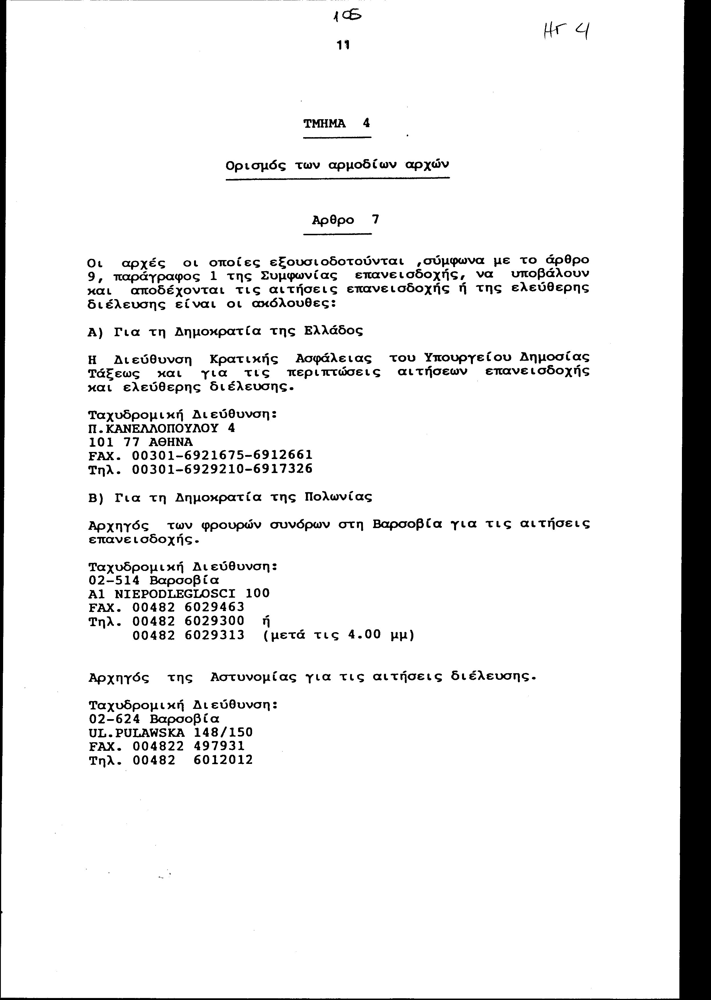 105
ΗΓ 4
11
ΤΜΗΜΑ 4
Ορισμός των αρμοδίων αρχών
Αρθρο 7
Οι αρχές οι οποίες εξουσιοδοτούνται ,σύμφωνα με το άρθρο
9, παράγραφος 1 της Συμφωνίας επανεισδοχής, να υποβάλουν
και αποδέχονται τις αιτήσεις επανεισδοχής ή της ελεύθερης
διέλευσης είναι οι ακόλουθες:
Α) Για τη Δημοκρατία της Ελλάδος
Η Διεύθυνση Κρατικής Ασφάλειας του Υπουργείου Δημοσίας
Τάξεως και για τις περιπτώσεις αιτήσεων επανεισδοχής
και ελεύθερης διέλευσης.
Ταχυδρομική Διεύθυνση:
Π.ΚΑΝΕΛΛΟΠΟΥΛΟΥ 4
101 77 ΑΘΗΝΑ
FAX. 00301-6921675-6912661
Τηλ. 00301-6929210-6917326
Β) Για τη Δημοκρατία της Πολωνίας
Αρχηγός των φρουρών συνόρων στη Βαρσοβία για τις αιτήσεις
επανεισδοχής.
Ταχυδρομική Διεύθυνση:
02-514 Βαρσοβία
A1 NIEPODLEGLOSCI 100
FAX. 00482 6029463
Τηλ. 00482 6029300 ή
00482 6029313 (μετά τις 4.00 μμ)
Αρχηγός της Αστυνομίας για τις αιτήσεις διέλευσης.
Ταχυδρομική Διεύθυνση:
02-624 Βαρσοβία
UL.PULAWSKA 148/150
FAX. 004822 497931
Τηλ. 00482 6012012